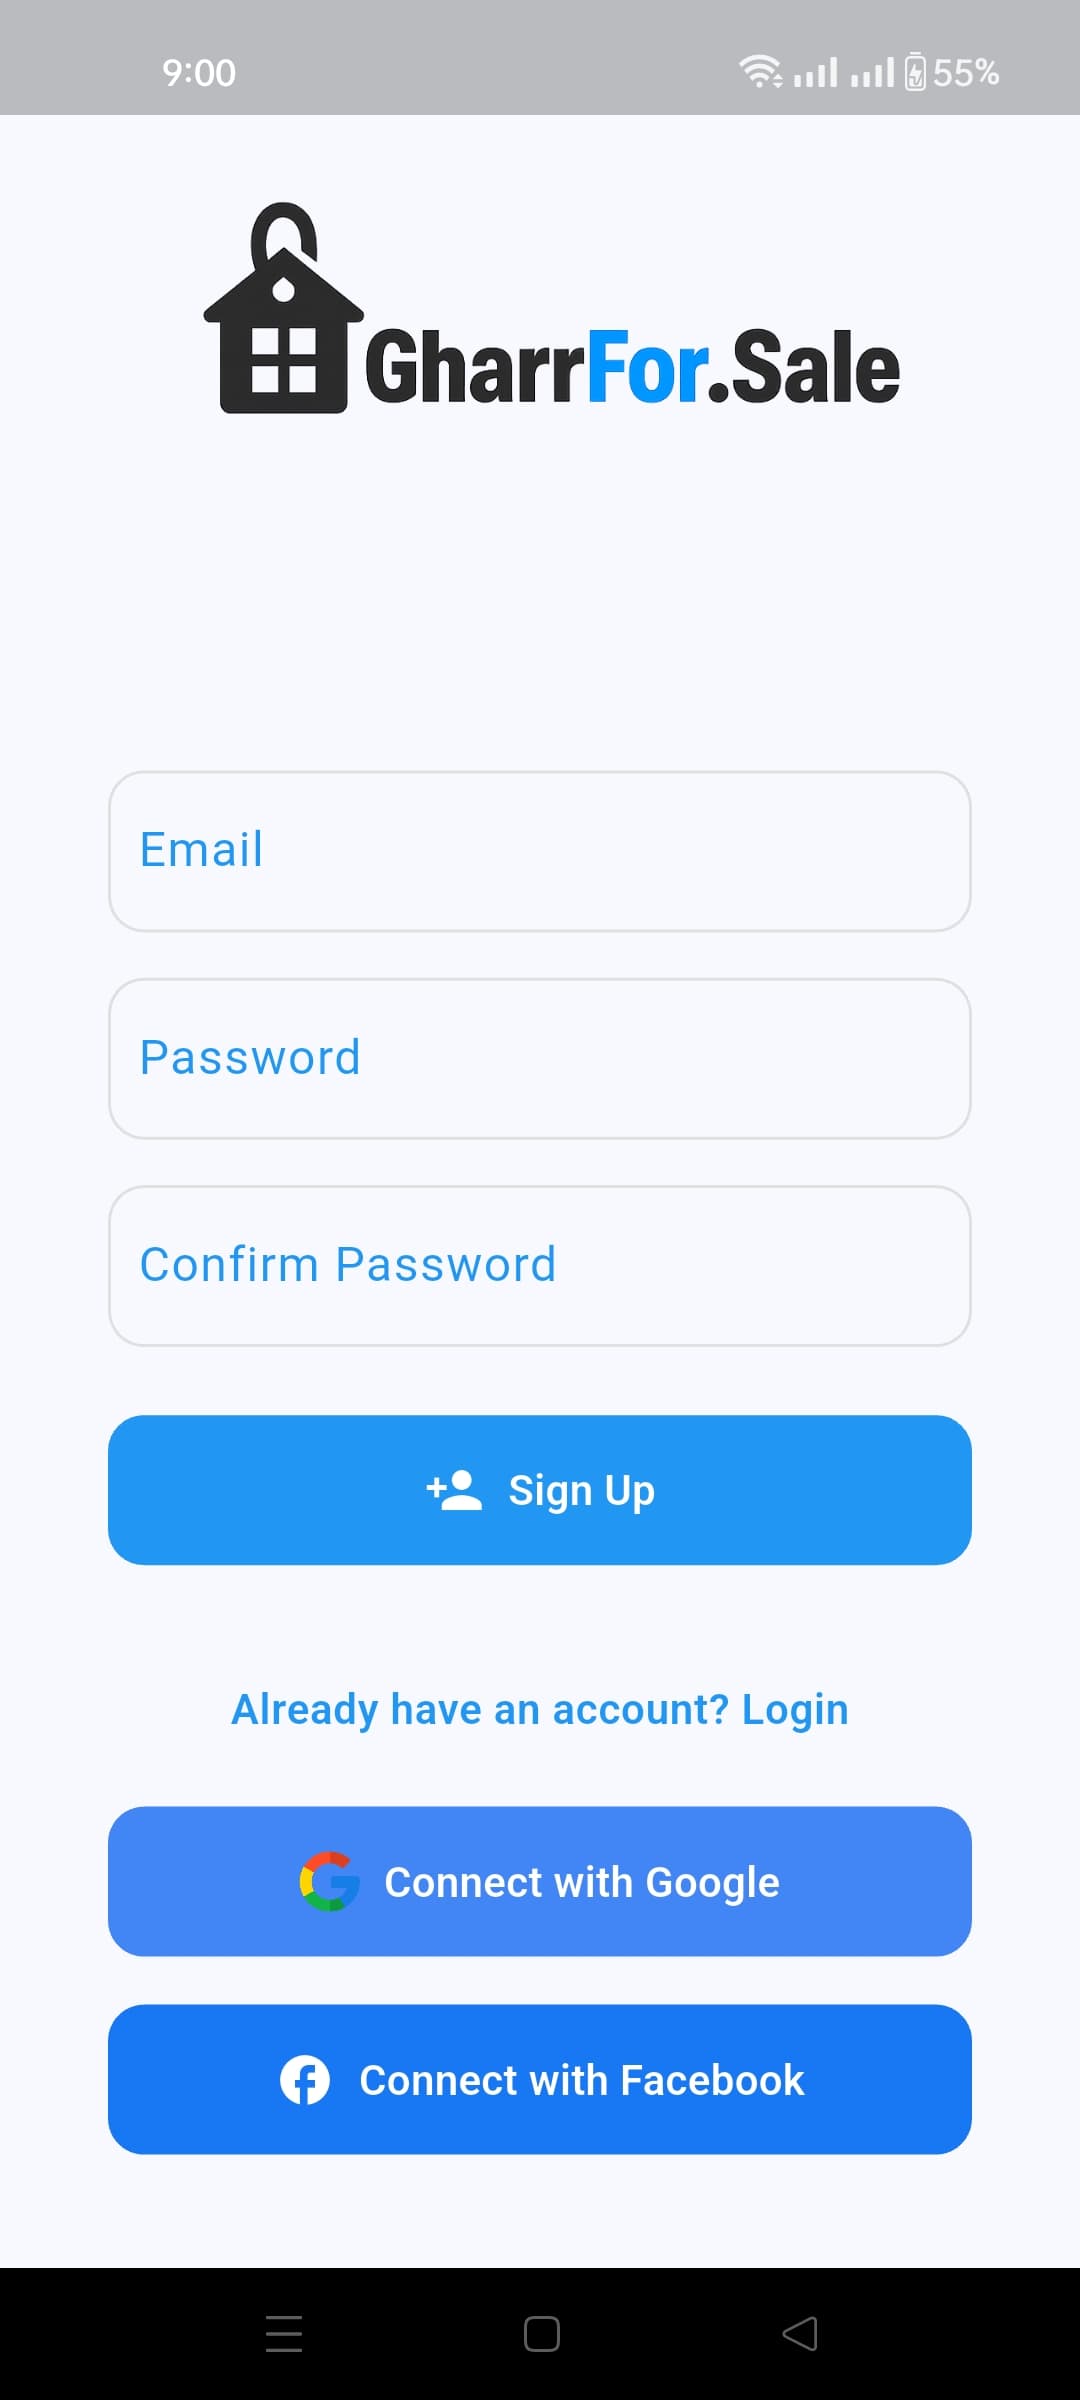 9:00 55%
GharrFor.Sale
Email
Password
Confirm Password
Sign Up
Already have an account? Login
Connect with Google
Connect with Facebook